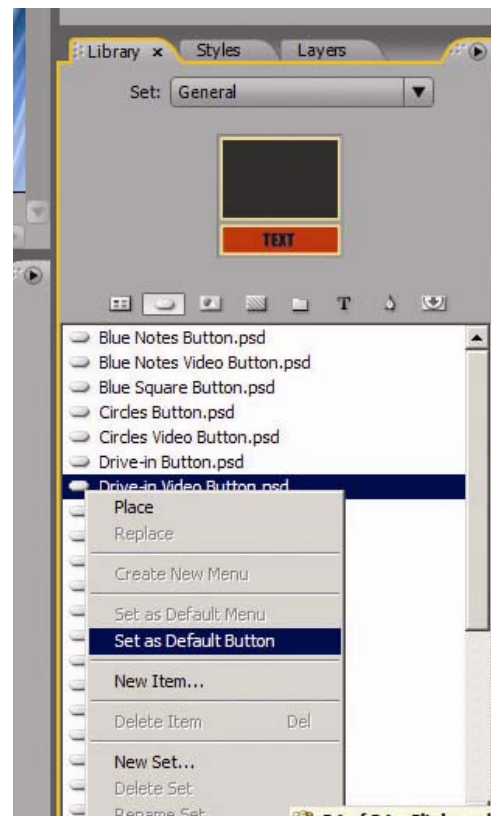 Library × Styles Layers
Set: General
TEXT
T
Blue Notes Button.psd
Blue Notes Video Button.psd
Blue Square Button.psd
Circles Button.psd
Circles Video Button.psd
Drive-in Button.psd
Drive-in Video Button.psd
Place
Replace
Create New Menu
Set as Default Menu
Set as Default Button
New Item...
Delete Item Del
New Set...
Delete Set
Rename Set